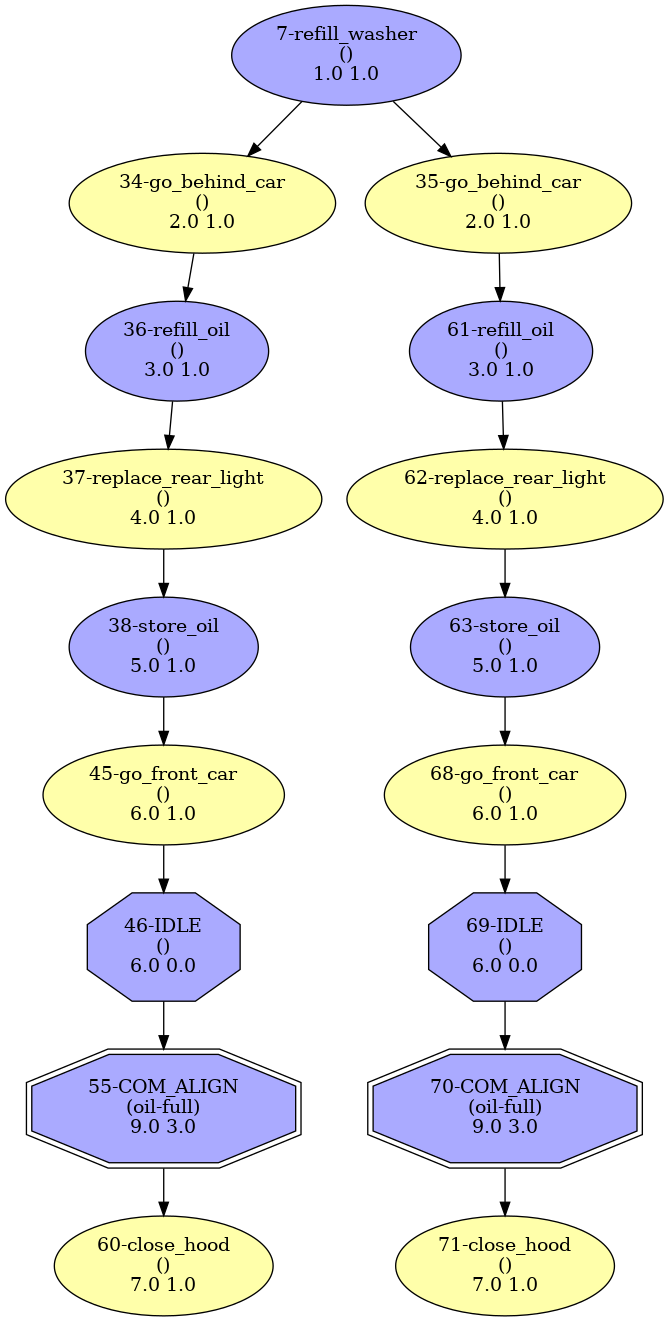 7-refill_washer
()
1.0 1.0
34-go_behind_car
()
2.0 1.0
35-go_behind_car
()
2.0 1.0
36-refill_oil
()
3.0 1.0
61-refill_oil
()
3.0 1.0
37-replace_rear_light
()
4.0 1.0
62-replace_rear_light
()
4.0 1.0
38-store_oil
()
5.0 1.0
63-store_oil
()
5.0 1.0
45-go_front_car
()
6.0 1.0
68-go_front_car
()
6.0 1.0
46-IDLE
()
6.0 0.0
69-IDLE
()
6.0 0.0
55-COM_ALIGN
(oil-full)
9.0 3.0
70-COM_ALIGN
(oil-full)
9.0 3.0
60-close_hood
()
7.0 1.0
71-close_hood
()
7.0 1.0